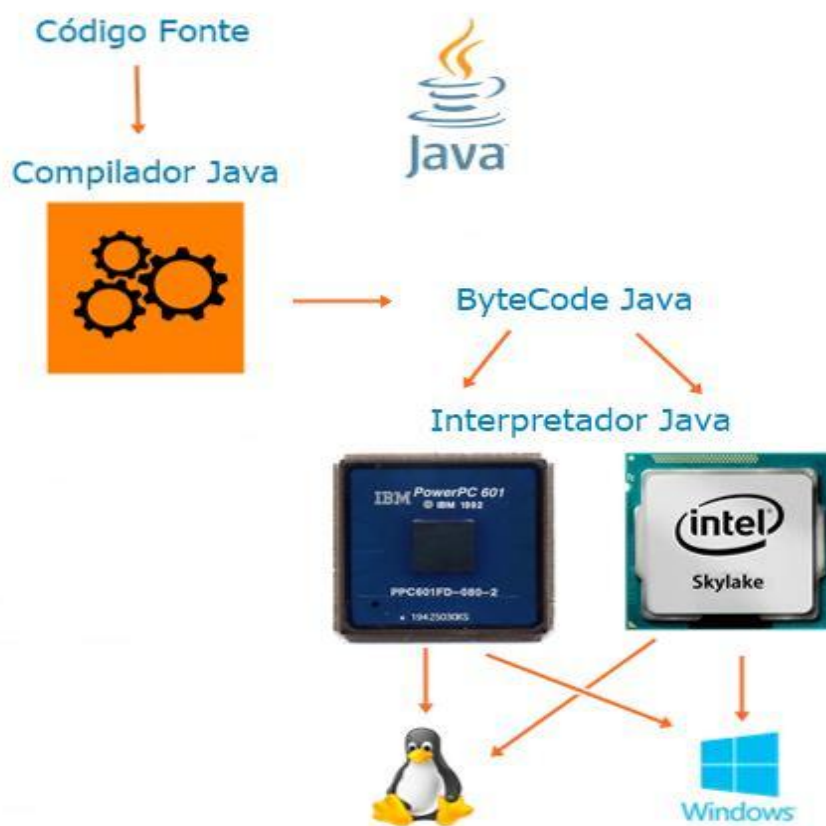 Código Fonte
Java
Compilador Java
ByteCode Java
Interpretador Java
IBM PowerPC 601
© IBM 1992
PPC601FD-080-2
1942S030KS
intel
Skylake
Windows